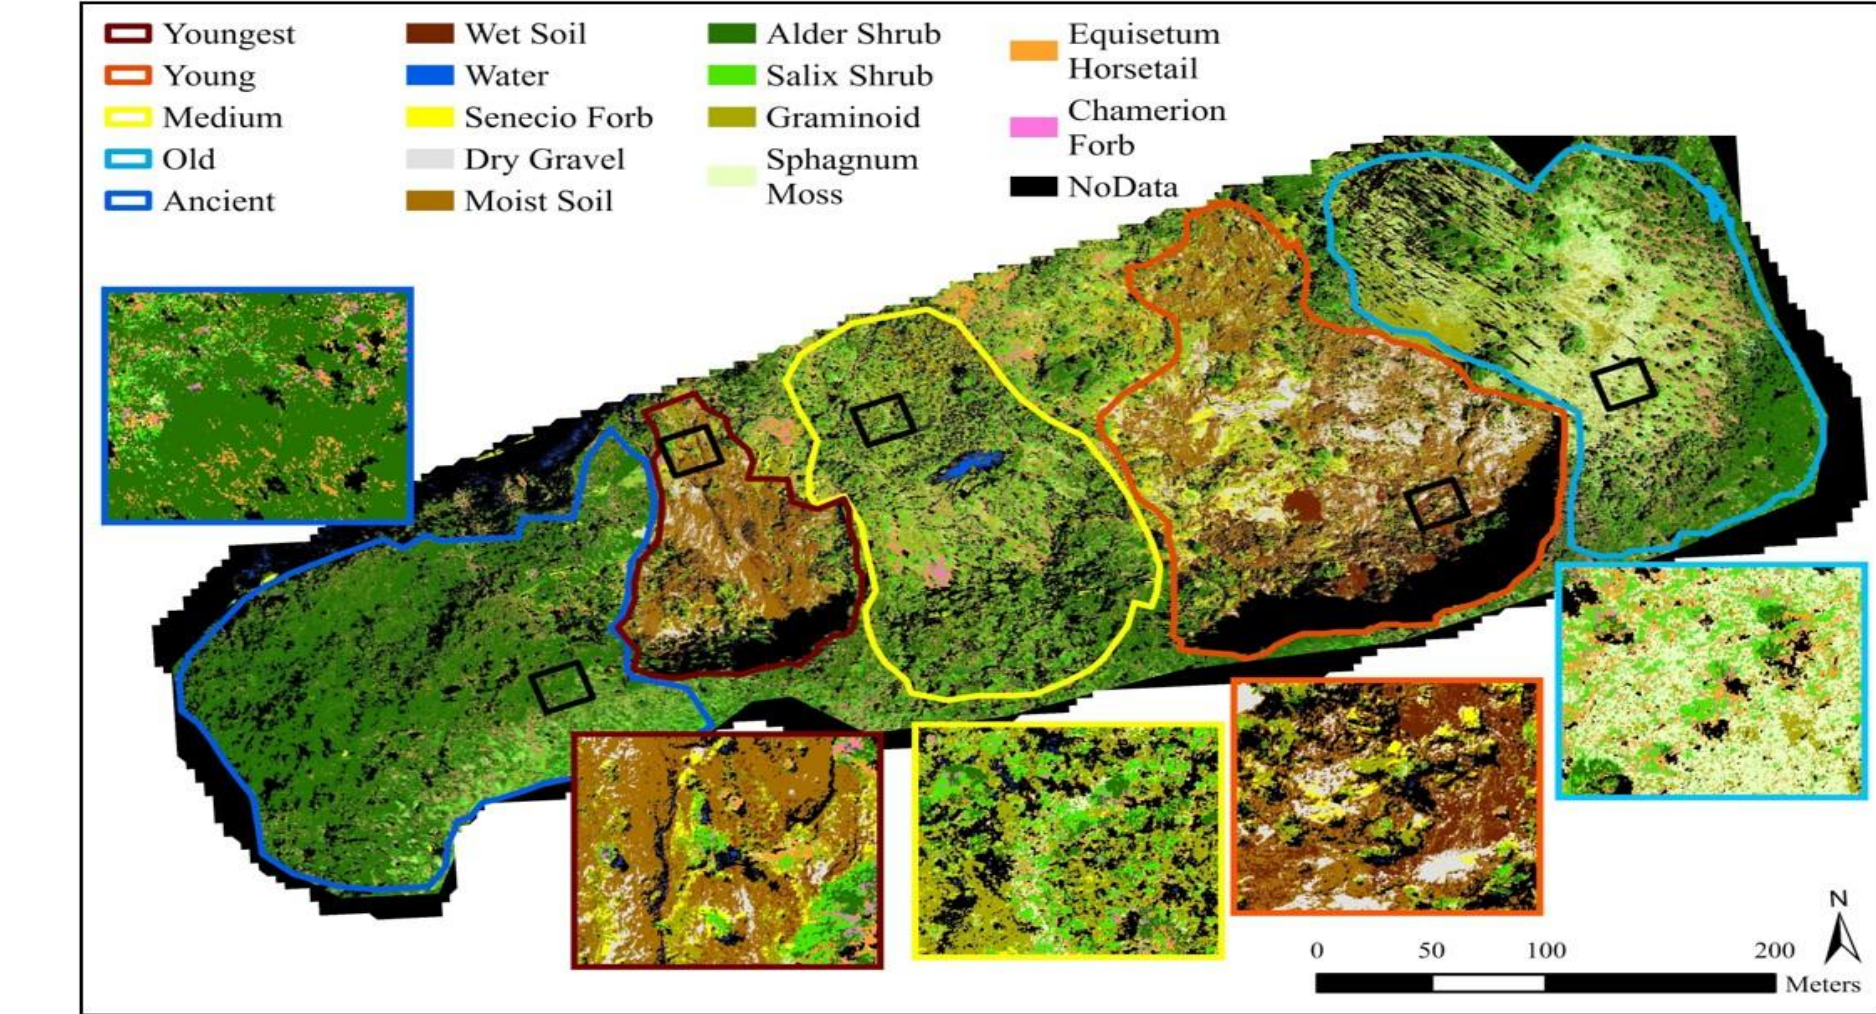 Youngest
Young
Medium
Old
Ancient
Wet Soil
Water
Senecio Forb
Dry Gravel
Moist Soil
Alder Shrub
Salix Shrub
Graminoid
Sphagnum
Moss
Equisetum
Horsetail
Chamerion
Forb
NoData
N
0 50 100 200
Meters